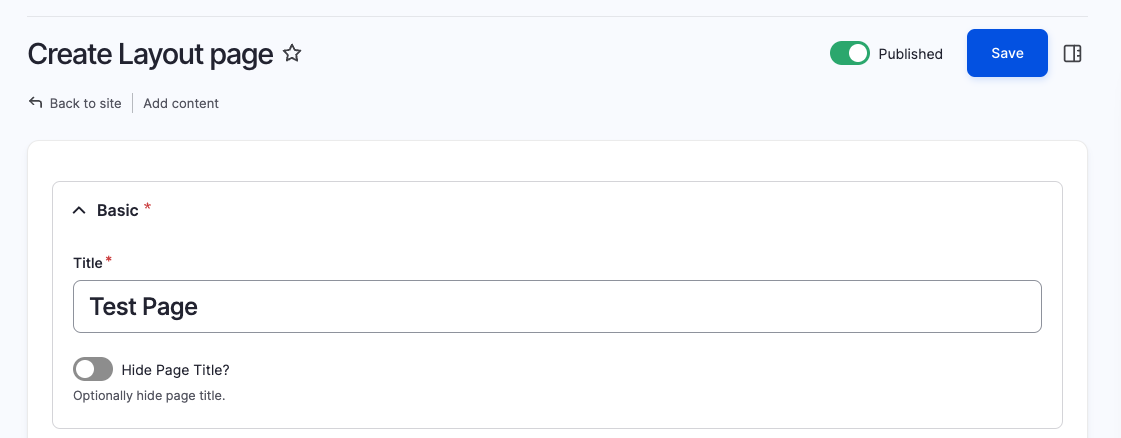 Create Layout page
Published
Save
Back to site
Add content
Basic *
Title *
Test Page
Hide Page Title?
Optionally hide page title.